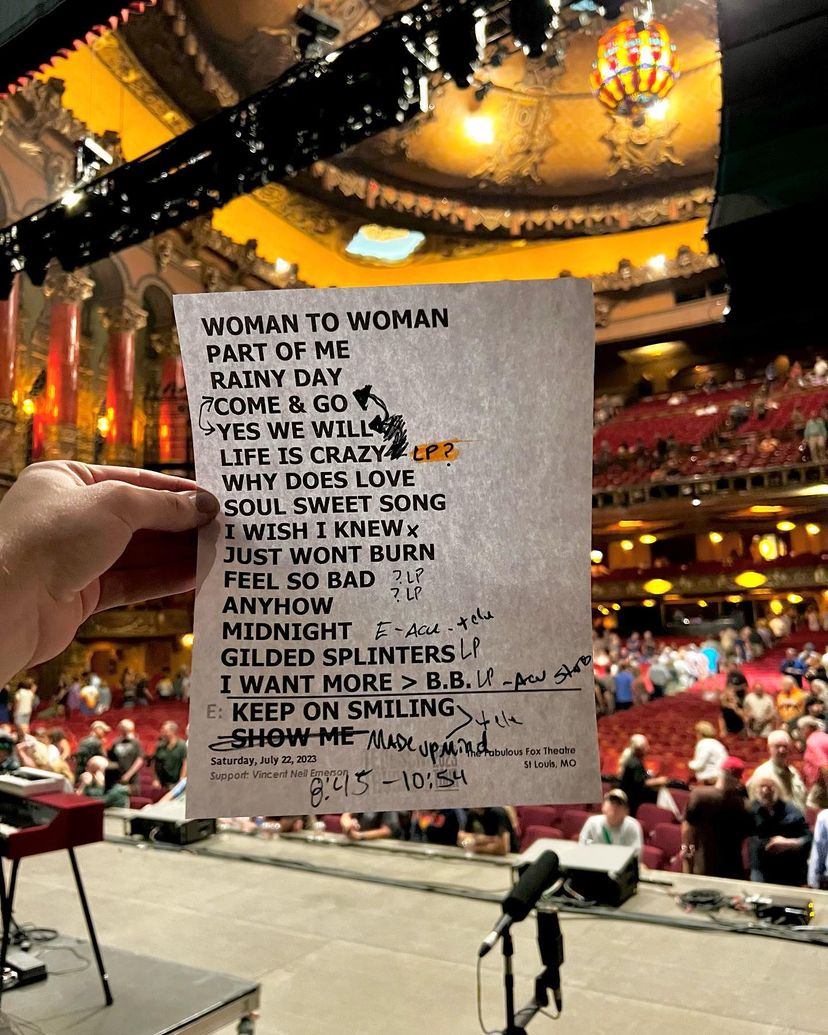 WOMAN TO WOMAN
PART OF ME
RAINY DAY
COME & GO
YES WE WILL
LIFE IS CRAZY LP?
WHY DOES LOVE
SOUL SWEET SONG
I WISH I KNEW x
JUST WONT BURN
FEEL SO BAD ?LP
ANYHOW ?LP
MIDNIGHT E-Acu-tele
GILDED SPLINTERS LP
I WANT MORE > B.B. LP -Acu
E: KEEP ON SMILING tele
SHOW ME Made up mind
Saturday, July 22, 2023 The Fabulous Fox Theatre
Support: Vincent Neil Emerson St Louis, MO
8:45-10:54